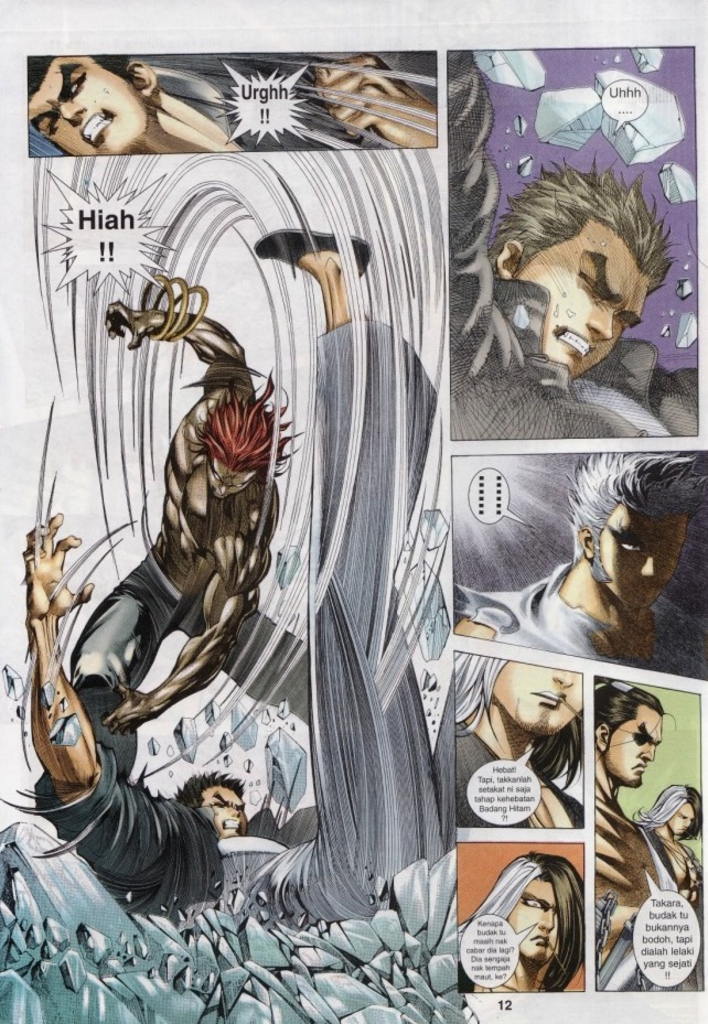 Urghh
!!
Hiah
!!
Uhhh
....
Hebat!
Tapi, takkanlah
setakat ni saja
tahap kehebatan
Badang Hitam
?!
Kenapa
budak tu
masih nak
cabar dia lagi?
Dia sengaja
nak tempah
maut, ke?
Takara,
budak tu
bukannya
bodoh, tapi
dialah lelaki
yang sejati
!!
12